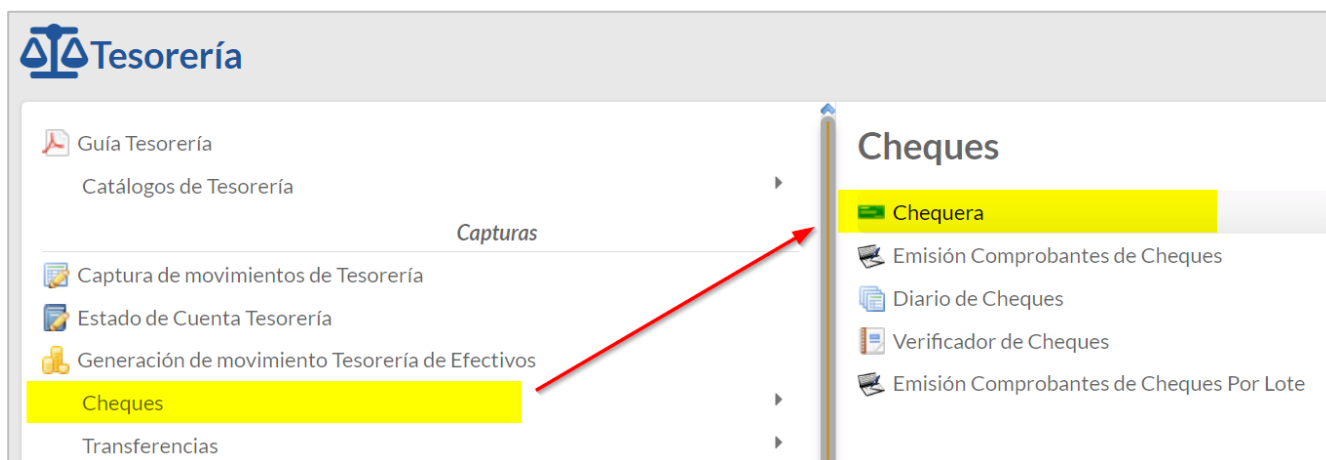 Tesorería
Guía Tesorería
Catálogos de Tesorería
Capturas
Captura de movimientos de Tesorería
Estado de Cuenta Tesorería
Generación de movimiento Tesorería de Efectivos
Cheques
Transferencias
Cheques
Chequera
Emisión Comprobantes de Cheques
Diario de Cheques
Verificador de Cheques
Emisión Comprobantes de Cheques Por Lote